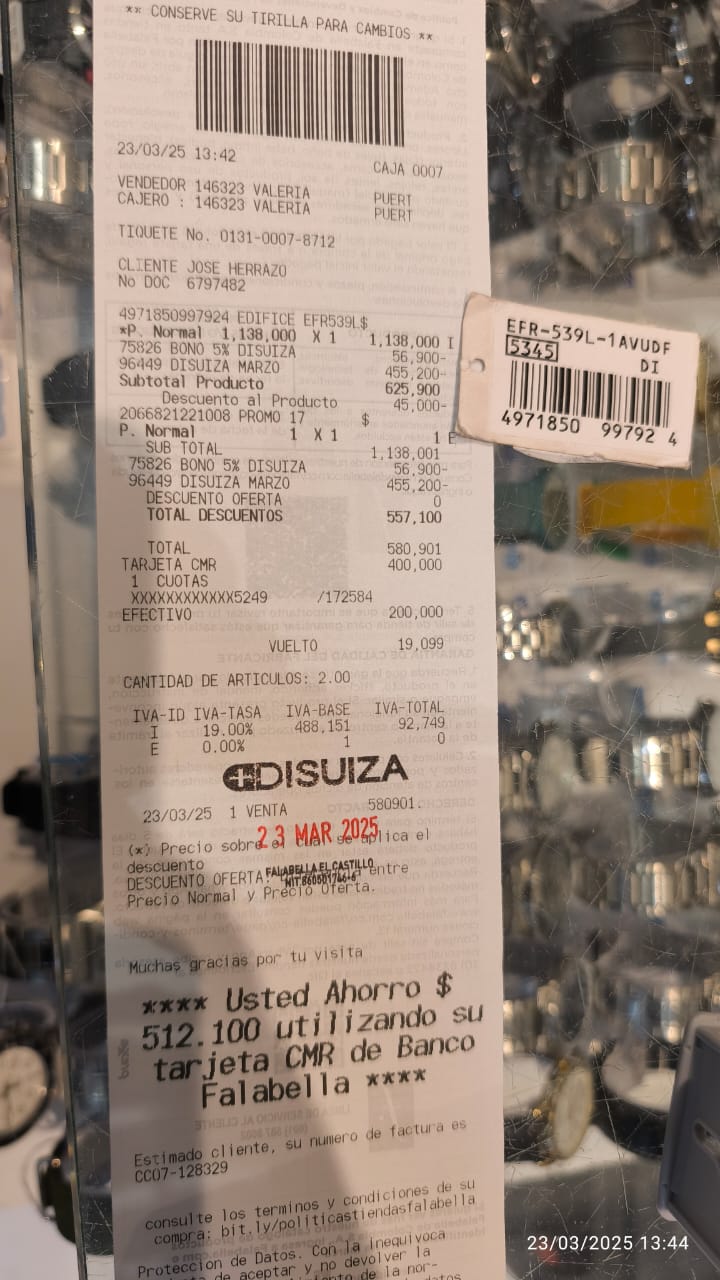 ** CONSERVE SU TIRILLA PARA CAMBIOS **
23/03/25 13:42 CAJA 0007
VENDEDOR 146323 VALERIA PUERT
CAJERO : 146323 VALERIA PUERT
TIQUETE No. 0131-0007-8712
CLIENTE JOSE HERRAZO
No DOC 6797482
4971850997924 EDIFICE EFR539L$
*P. Normal 1,138,000 X 1 1,138,000 I
75826 BONO 5% DISUIZA 56,900-
96449 DISUIZA MARZO 455,200-
Subtotal Producto 625,900
Descuento al Producto 45,000-
2066821221008 PROMO 17 $
P. Normal 1 X 1 1 E
SUB TOTAL 1,138,001
75826 BONO 5% DISUIZA 56,900-
96449 DISUIZA MARZO 455,200-
DESCUENTO OFERTA 0
TOTAL DESCUENTOS 557,100
TOTAL 580,901
TARJETA CMR 400,000
1 CUOTAS
XXXXXXXXXXXX5249 /172584
EFECTIVO 200,000
VUELTO 19,099
CANTIDAD DE ARTICULOS: 2.00
IVA-ID IVA-TASA IVA-BASE IVA-TOTAL
I 19.00% 488,151 92,749
E 0.00% 1 0
DISUIZA
23/03/25 1 VENTA 580901.
23 MAR 2025
(*) Precio sobre el cual se aplica el
descuento
FALABELLA EL CASTILLO
DESCUENTO OFERTA entre
Precio Normal y Precio Oferta.
Muchas gracias por tu visita
**** Usted Ahorro $
512.100 utilizando su
tarjeta CMR de Banco
Falabella ****
Estimado cliente, su numero de factura es
CC07-128329
consulte los terminos y condiciones de su
compra: bit.ly/politicastiendasfalabella
Proteccion de Datos. Con la inequivoca
de aceptar y no devolver la
de la nor-
EFR-539L-1AVUDF
5345 DI
4971850 99792 4
23/03/2025 13:44